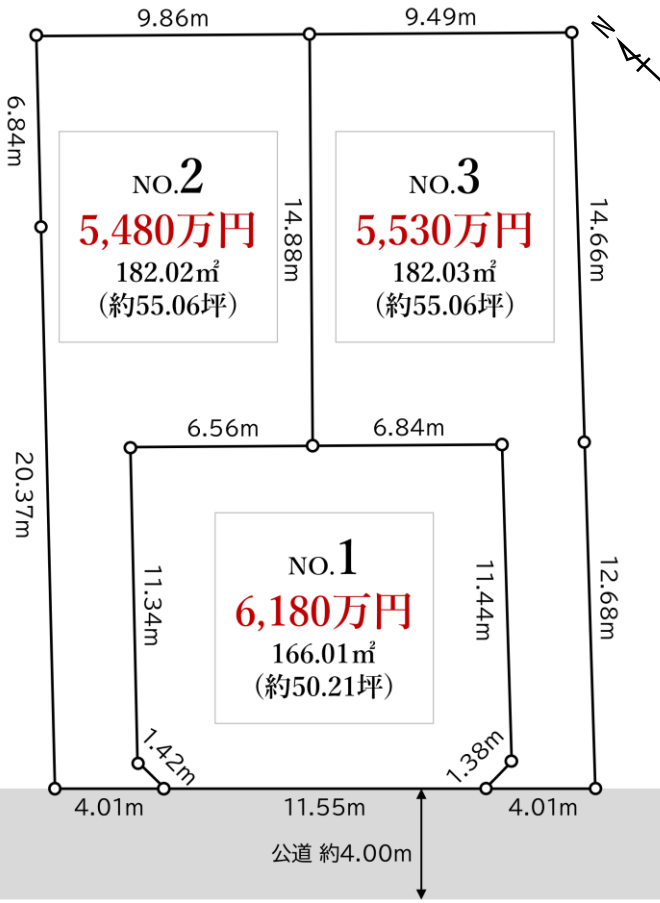 9.86m
9.49m
N
6.84m
NO.2
5,480万円
182.02㎡
(約55.06坪)
14.88m
NO.3
5,530万円
182.03㎡
(約55.06坪)
14.66m
6.56m
6.84m
20.37m
11.34m
NO.1
6,180万円
166.01㎡
(約50.21坪)
11.44m
12.68m
1.42m
1.38m
4.01m
11.55m
4.01m
公道 約4.00m